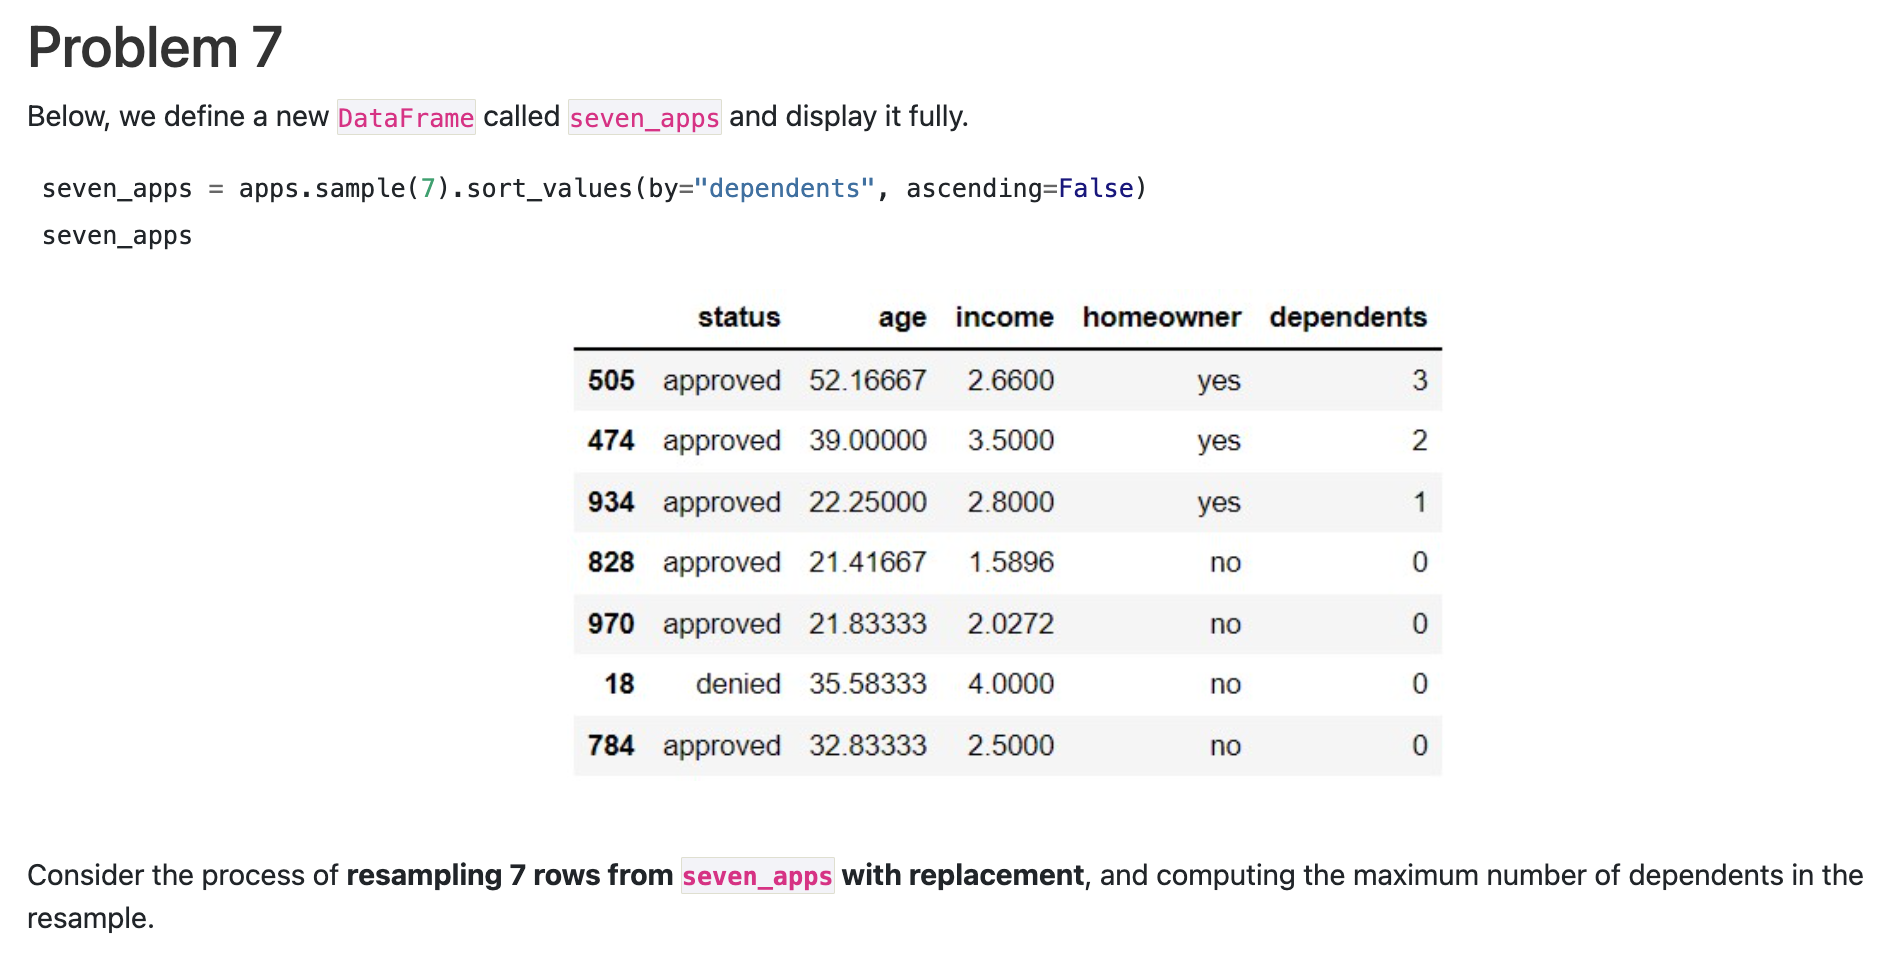 Problem 7
Below, we define a new DataFrame called seven_apps and display it fully.
seven_apps = apps.sample(7).sort_values(by="dependents", ascending=False)
seven_apps
status age income homeowner dependents
505 approved 52.16667 2.6600 yes 3
474 approved 39.00000 3.5000 yes 2
934 approved 22.25000 2.8000 yes 1
828 approved 21.41667 1.5896 no 0
970 approved 21.83333 2.0272 no 0
18 denied 35.58333 4.0000 no 0
784 approved 32.83333 2.5000 no 0
Consider the process of resampling 7 rows from seven_apps with replacement, and computing the maximum number of dependents in the
resample.